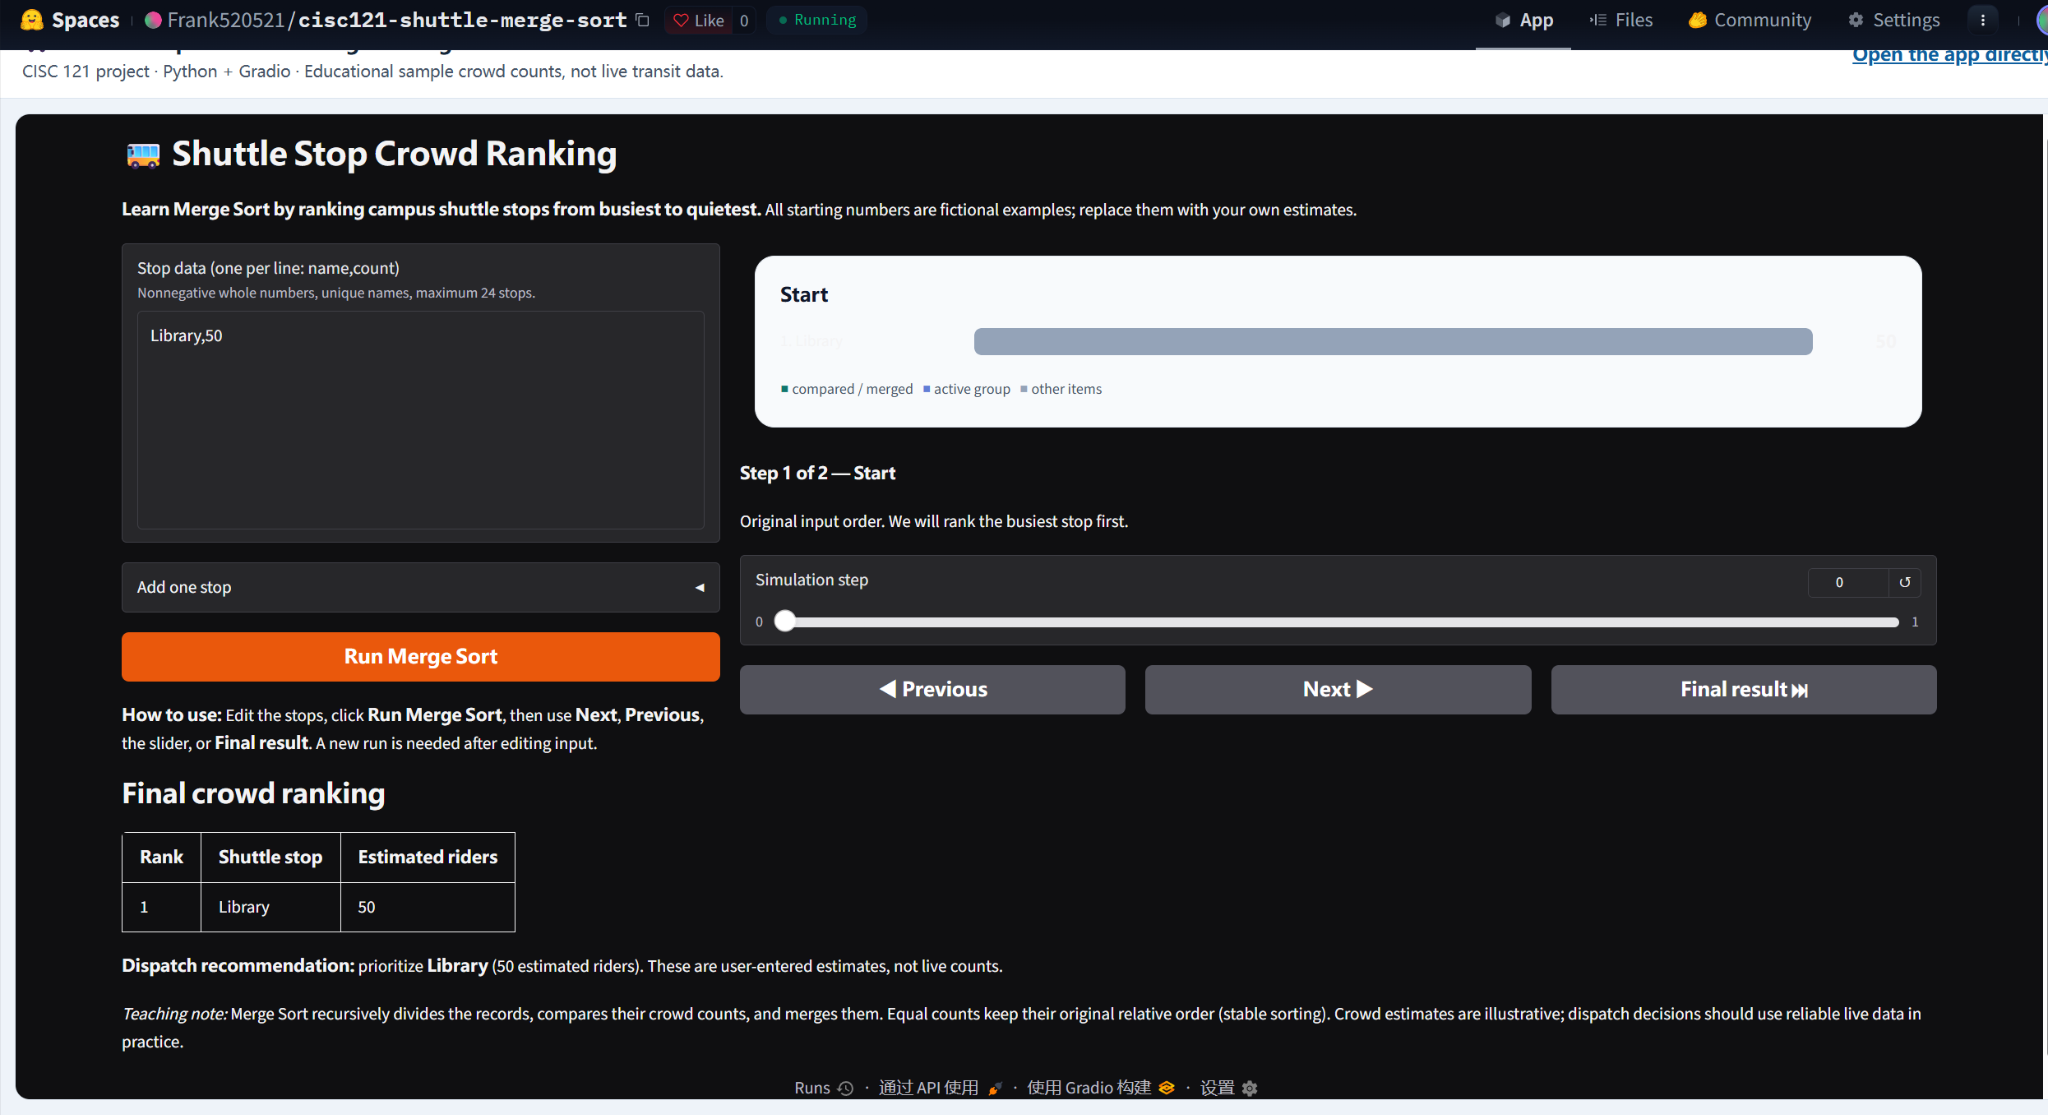 Spaces Frank520521/cisc121-shuttle-merge-sort Like 0 Running App Files Community Settings
Open the app directly
CISC 121 project · Python + Gradio · Educational sample crowd counts, not live transit data.
Shuttle Stop Crowd Ranking
Learn Merge Sort by ranking campus shuttle stops from busiest to quietest. All starting numbers are fictional examples; replace them with your own estimates.
Stop data (one per line: name,count)
Nonnegative whole numbers, unique names, maximum 24 stops.
Library,50
Add one stop
Run Merge Sort
How to use: Edit the stops, click Run Merge Sort, then use Next, Previous,
the slider, or Final result. A new run is needed after editing input.
Start
1. Library 50
compared / merged active group other items
Step 1 of 2 — Start
Original input order. We will rank the busiest stop first.
Simulation step 0
0 1
Previous Next Final result
Final crowd ranking
Rank Shuttle stop Estimated riders
1 Library 50
Dispatch recommendation: prioritize Library (50 estimated riders). These are user-entered estimates, not live counts.
Teaching note: Merge Sort recursively divides the records, compares their crowd counts, and merges them. Equal counts keep their original relative order (stable sorting). Crowd estimates are illustrative; dispatch decisions should use reliable live data in
practice.
Runs · 通过 API 使用 · 使用 Gradio 构建 · 设置